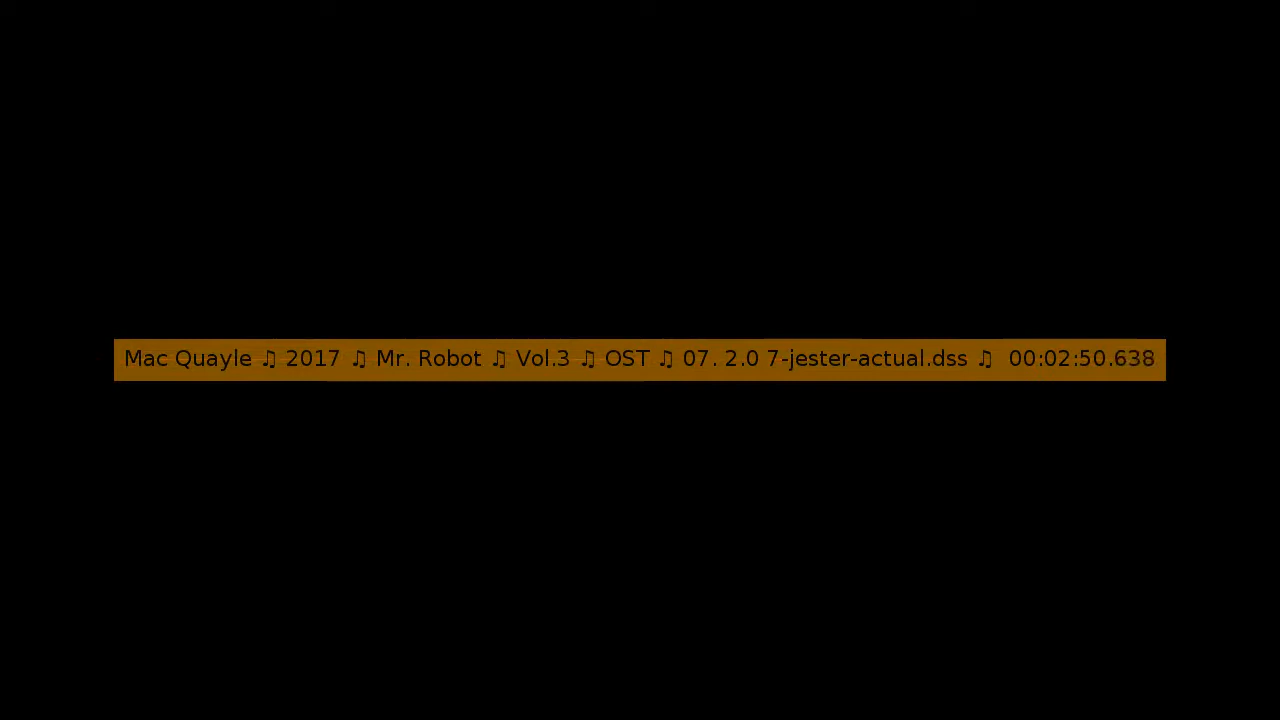 Mac Quayle ♫ 2017 ♫ Mr. Robot ♫ Vol.3 ♫ OST ♫ 07. 2.0 7-jester-actual.dss ♫ 00:02:50.638